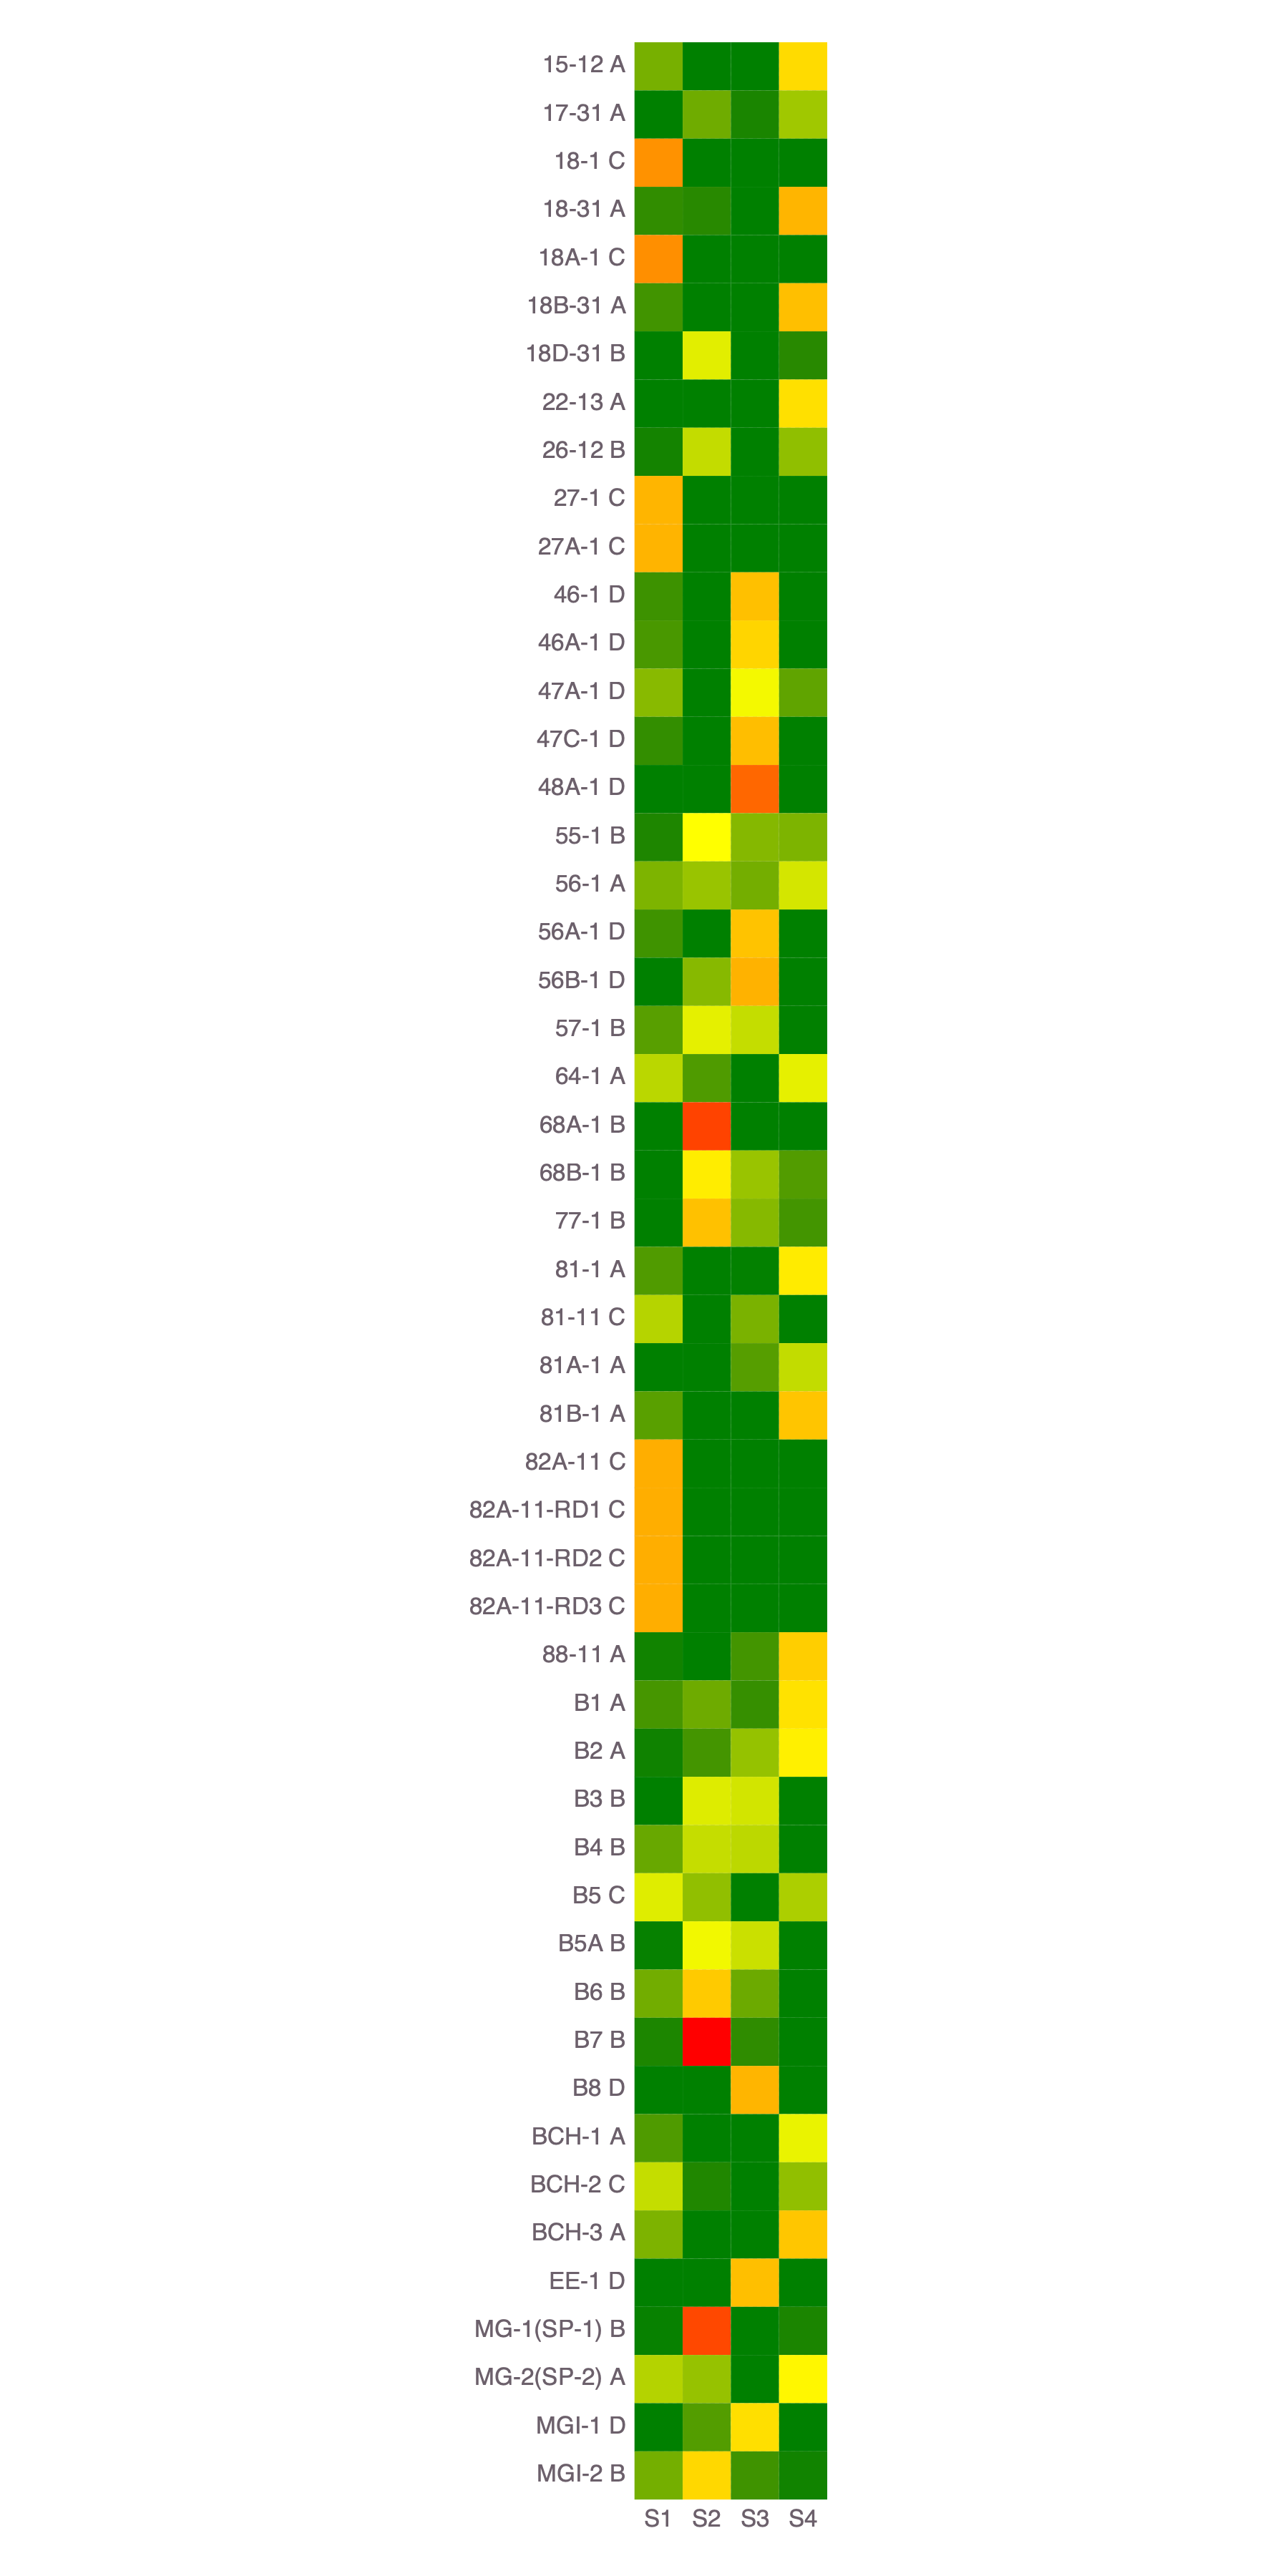 15-12 A
17-31 A
18-1 C
18-31 A
18A-1 C
18B-31 A
18D-31 B
22-13 A
26-12 B
27-1 C
27A-1 C
46-1 D
46A-1 D
47A-1 D
47C-1 D
48A-1 D
55-1 B
56-1 A
56A-1 D
56B-1 D
57-1 B
64-1 A
68A-1 B
68B-1 B
77-1 B
81-1 A
81-11 C
81A-1 A
81B-1 A
82A-11 C
82A-11-RD1 C
82A-11-RD2 C
82A-11-RD3 C
88-11 A
B1 A
B2 A
B3 B
B4 B
B5 C
B5A B
B6 B
B7 B
B8 D
BCH-1 A
BCH-2 C
BCH-3 A
EE-1 D
MG-1(SP-1) B
MG-2(SP-2) A
MGI-1 D
MGI-2 B
S1 S2 S3 S4